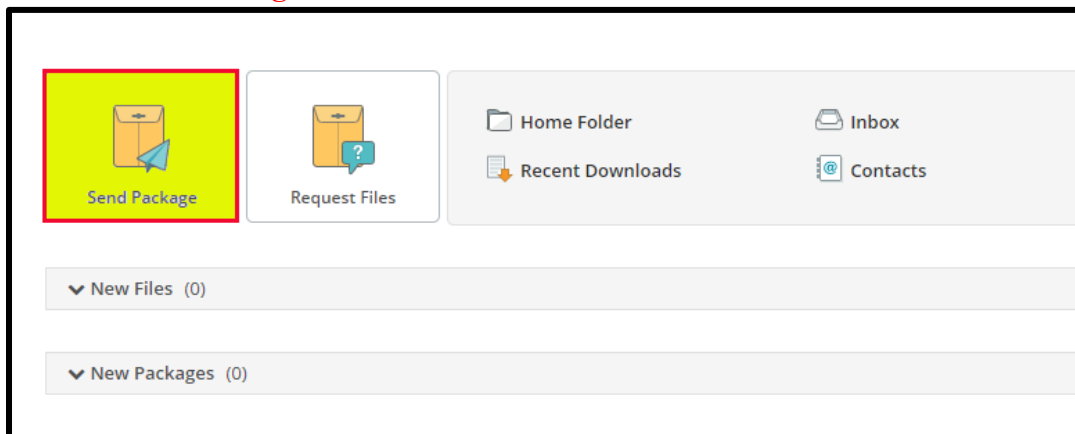 Home Folder
Inbox
Recent Downloads
@ Contacts
Send Package
? Request Files
New Files (0)
New Packages (0)